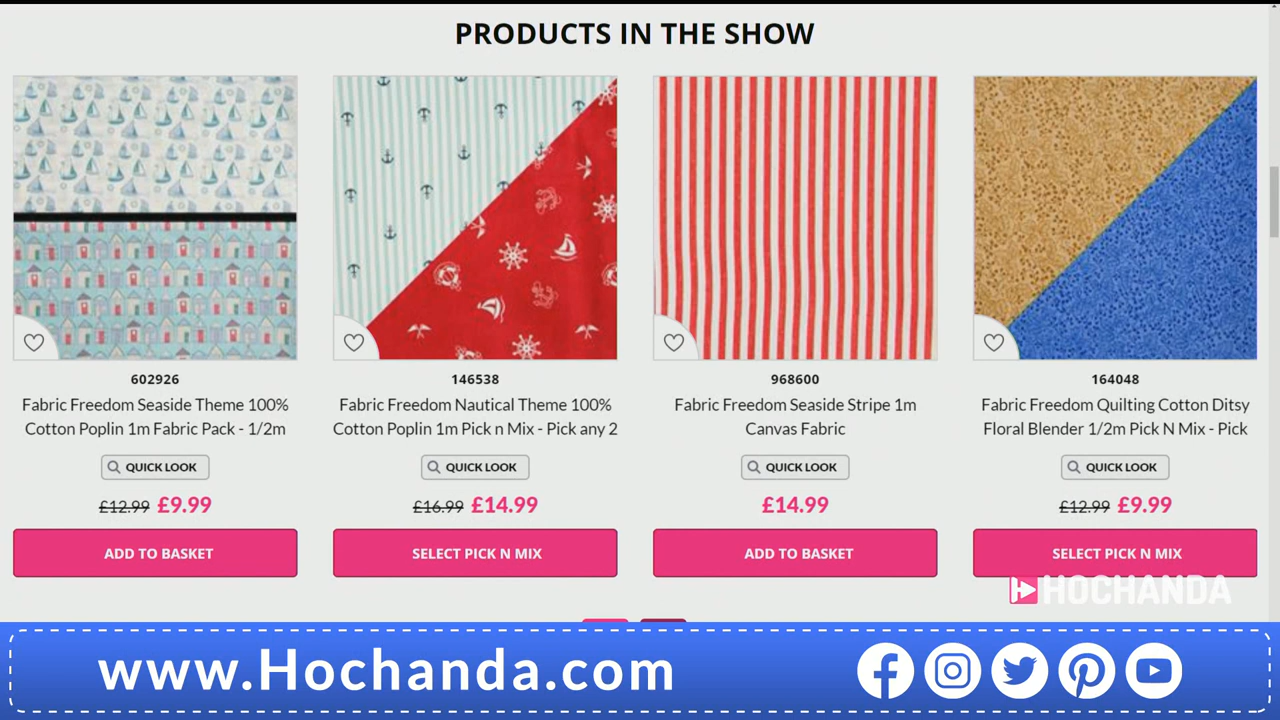 PRODUCTS IN THE SHOW
602926
Fabric Freedom Seaside Theme 100%
Cotton Poplin 1m Fabric Pack - 1/2m
QUICK LOOK
£12.99 £9.99
ADD TO BASKET
146538
Fabric Freedom Nautical Theme 100%
Cotton Poplin 1m Pick n Mix - Pick any 2
QUICK LOOK
£16.99 £14.99
SELECT PICK N MIX
968600
Fabric Freedom Seaside Stripe 1m
Canvas Fabric
QUICK LOOK
£14.99
ADD TO BASKET
164048
Fabric Freedom Quilting Cotton Ditsy
Floral Blender 1/2m Pick N Mix - Pick
QUICK LOOK
£12.99 £9.99
SELECT PICK N MIX
HOCHANDA
www.Hochanda.com